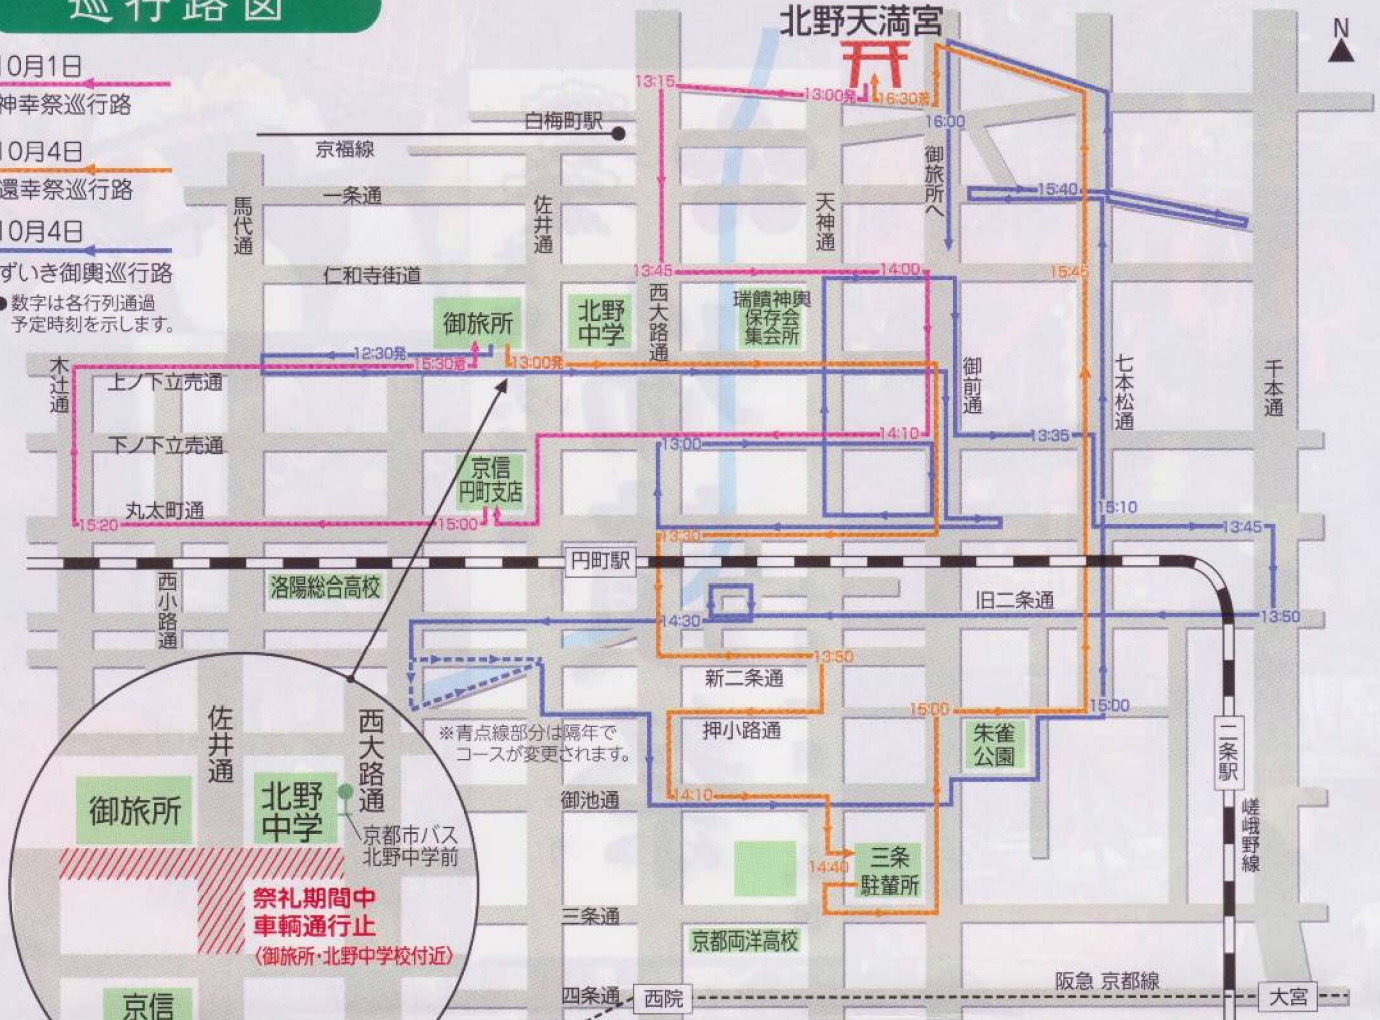 巡行路図
北野天満宮
N
10月1日
神幸祭巡行路
10月4日
還幸祭巡行路
10月4日
ずいき御輿巡行路
●数字は各行列通過
予定時刻を示します。
13:15
13:00発
16:30着
16:00
御旅所へ
白梅町駅
京福線
一条通
馬代通
佐井通
天神通
15:40
仁和寺街道
13:45
14:00
15:45
西大路通
御旅所
北野
中学
瑞饋神輿
保存会
集会所
12:30発
15:30着
13:00発
木辻通
上ノ下立売通
御前通
七本松通
千本通
下ノ下立売通
14:10
13:00
13:35
京信
円町支店
丸太町通
15:20
15:00
13:30
15:10
13:45
円町駅
西小路通
洛陽総合高校
旧二条通
14:30
13:50
新二条通
13:50
押小路通
15:00
15:00
朱雀
公園
※青点線部分は隔年で
コースが変更されます。
二条駅
嵯峨野線
御池通
14:10
14:40
三条
駐輦所
三条通
京都両洋高校
四条通
西院
阪急 京都線
大宮
佐井通
西大路通
御旅所
北野
中学
京都市バス
北野中学前
祭礼期間中
車輌通行止
〈御旅所・北野中学校付近〉
京信